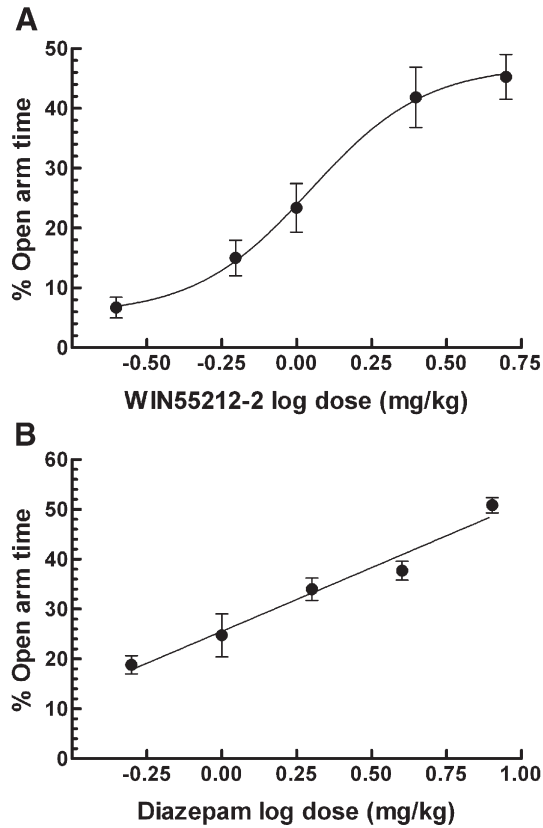 A
50
40
30
20
10
0
% Open arm time
-0.50 -0.25 0.00 0.25 0.50 0.75
WIN55212-2 log dose (mg/kg)
B
60
50
40
30
20
10
0
% Open arm time
-0.25 0.00 0.25 0.50 0.75 1.00
Diazepam log dose (mg/kg)